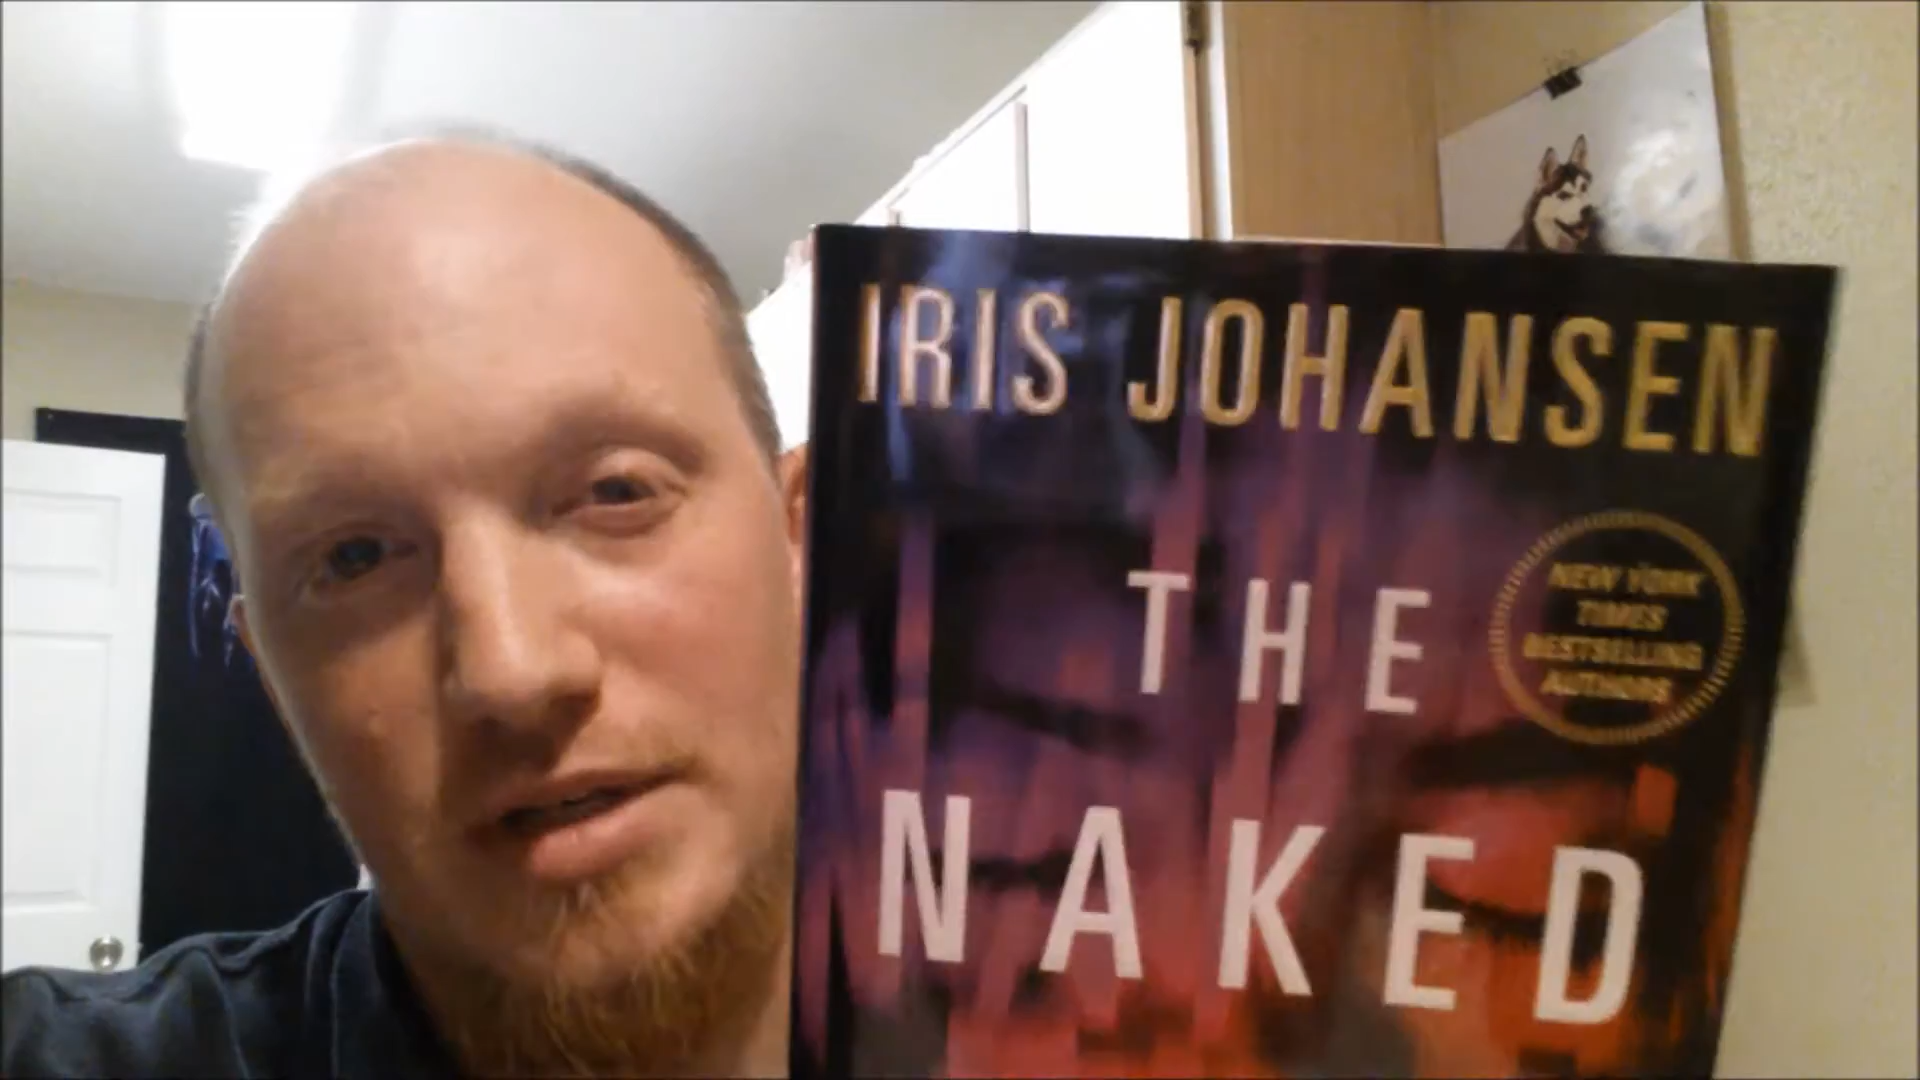 IRIS JOHANSEN
THE
NEW YORK
TIMES
BESTSELLING
AUTHORS
NAKED